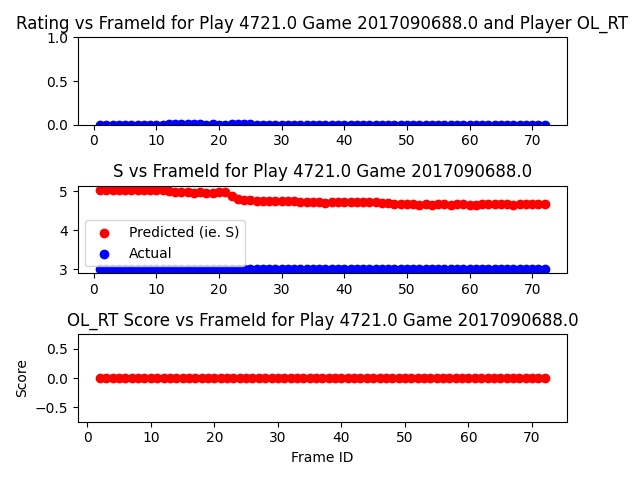 Rating vs FrameId for Play 4721.0 Game 2017090688.0 and Player OL_RT
1.0
0.5
0.0
0 10 20 30 40 50 60 70
S vs FrameId for Play 4721.0 Game 2017090688.0
5
4
3
Predicted (ie. S)
Actual
0 10 20 30 40 50 60 70
OL_RT Score vs FrameId for Play 4721.0 Game 2017090688.0
Score
0.5
0.0
−0.5
0 10 20 30 40 50 60 70
Frame ID